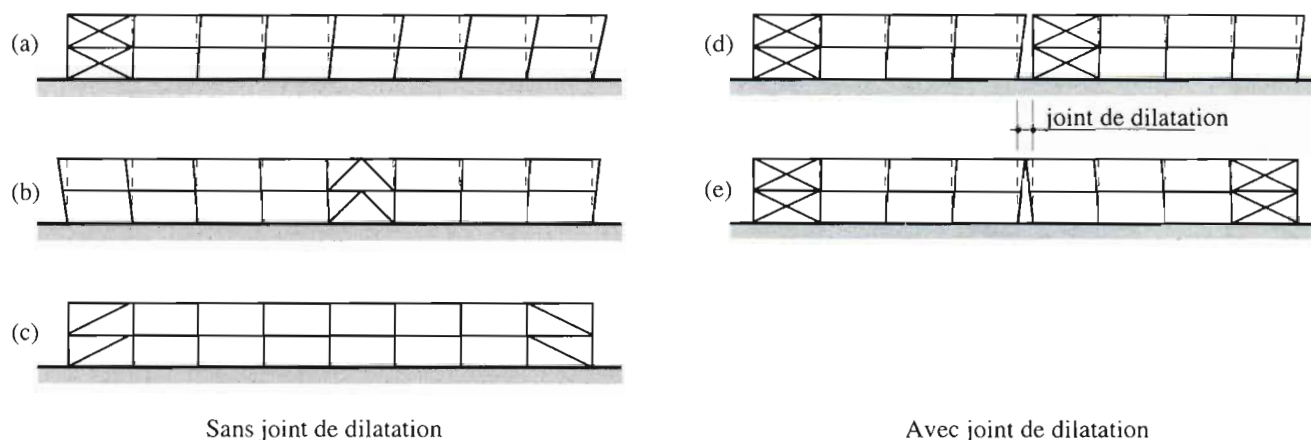 (a)
(b)
(c)
Sans joint de dilatation
(d)
joint de dilatation
(e)
Avec joint de dilatation